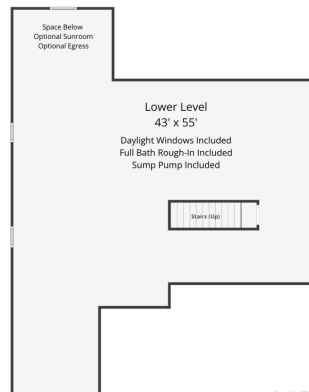 Space Below
Optional Sunroom
Optional Egress
Lower Level
43' x 55'
Daylight Windows Included
Full Bath Rough-In Included
Sump Pump Included
Stairs (Up)